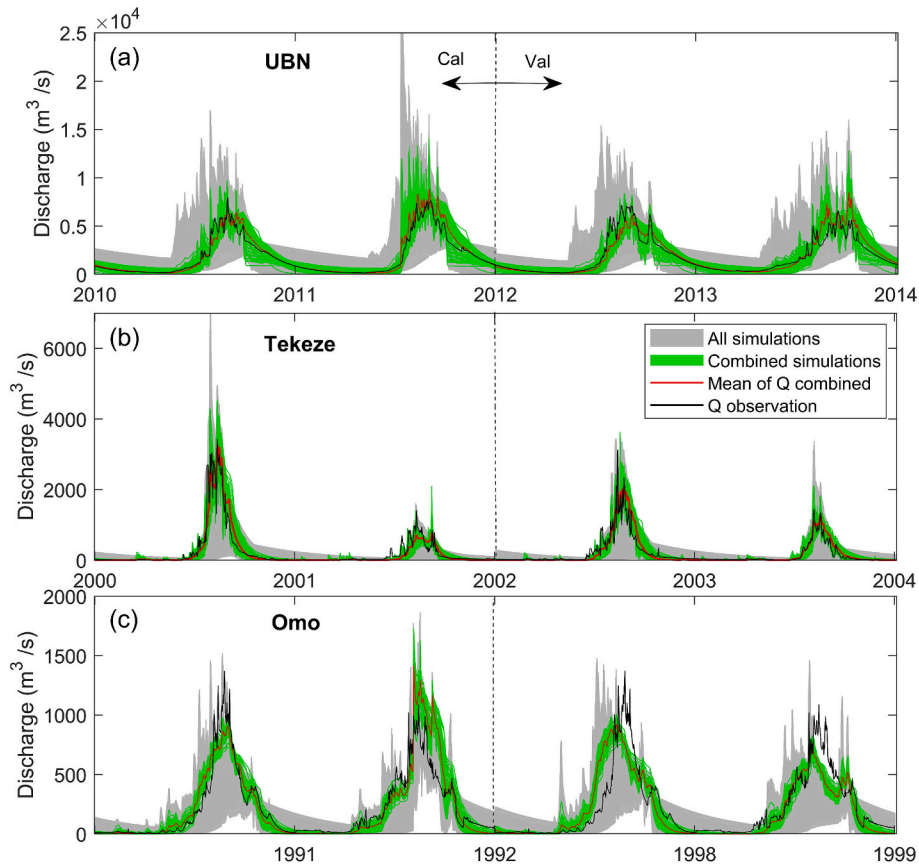 ×10⁴
(a)
UBN
Cal
Val
Discharge (m³/s)
2.5
2
1.5
1
0.5
0
2010 2011 2012 2013 2014
(b)
Tekeze
Discharge (m³/s)
6000
4000
2000
0
All simulations
Combined simulations
Mean of Q combined
Q observation
2000 2001 2002 2003 2004
(c)
Omo
Discharge (m³/s)
2000
1500
1000
500
0
1991 1992 1998 1999